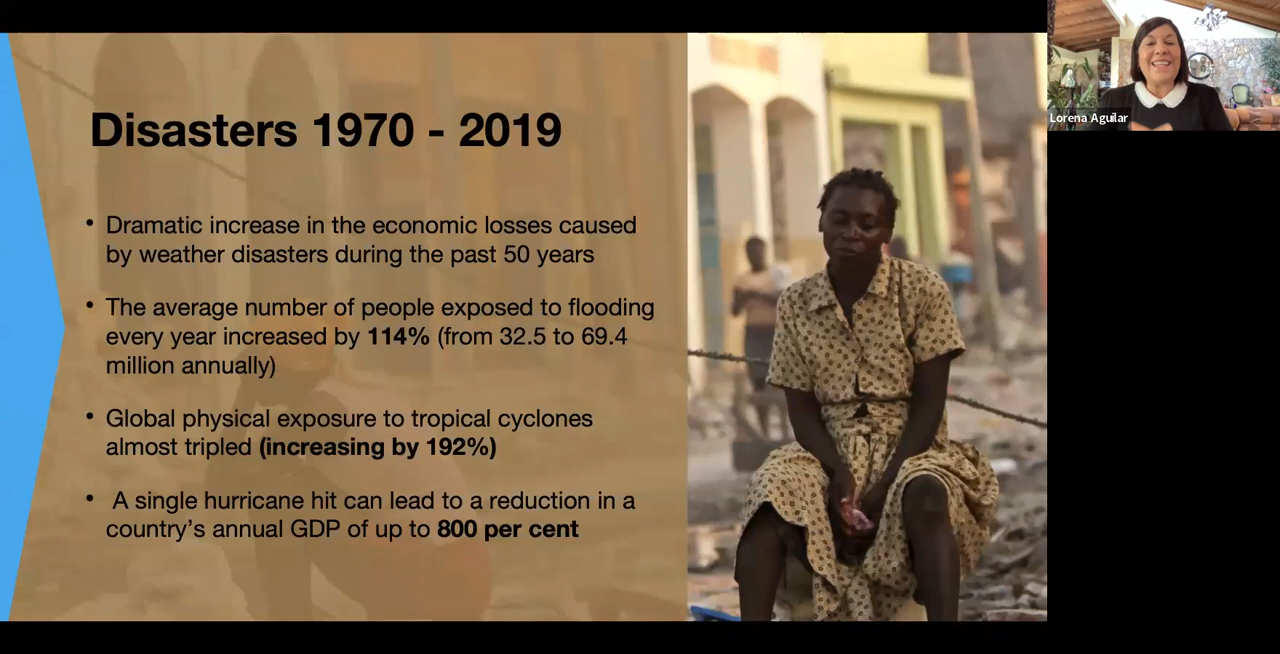 Disasters 1970 - 2019
• Dramatic increase in the economic losses caused
by weather disasters during the past 50 years
• The average number of people exposed to flooding
every year increased by 114% (from 32.5 to 69.4
million annually)
• Global physical exposure to tropical cyclones
almost tripled (increasing by 192%)
• A single hurricane hit can lead to a reduction in a
country’s annual GDP of up to 800 per cent
Lorena Aguilar